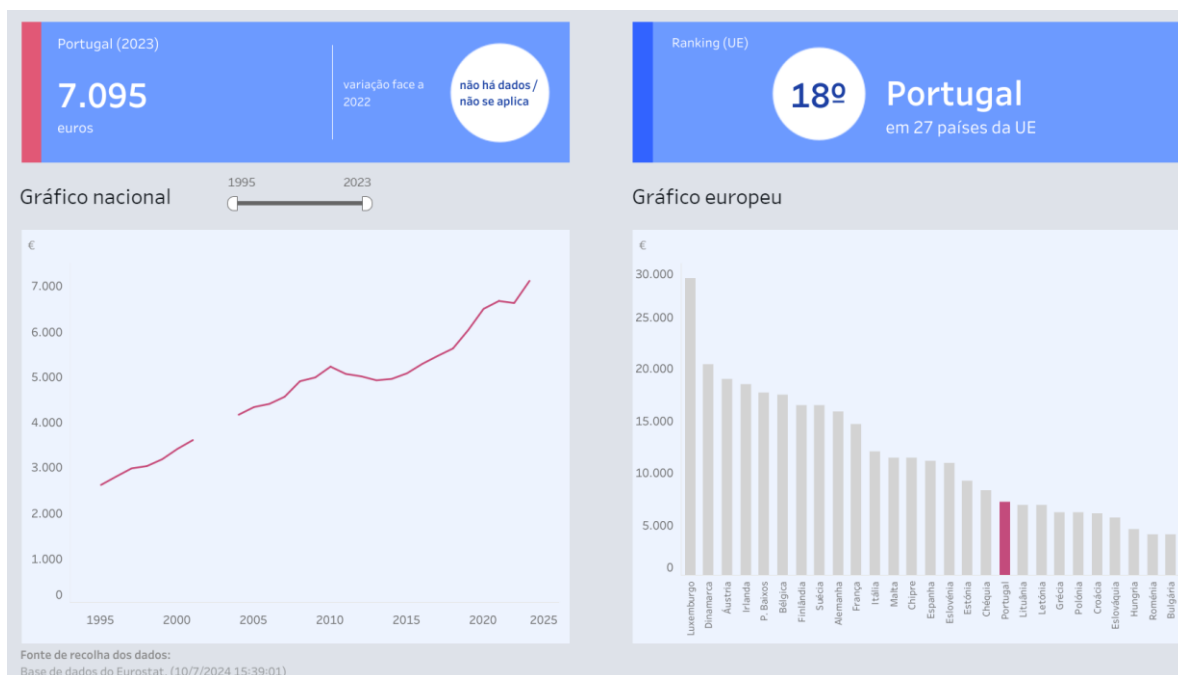 Portugal (2023)
7.095
euros
variação face a
2022
não há dados /
não se aplica
Ranking (UE)
18º
Portugal
em 27 países da UE
Gráfico nacional
1995
2023
€
7.000
6.000
5.000
4.000
3.000
2.000
1.000
0
1995
2000
2005
2010
2015
2020
2025
Gráfico europeu
€
30.000
25.000
20.000
15.000
10.000
5.000
0
Luxemburgo
Dinamarca
Áustria
Irlanda
P. Baixos
Bélgica
Finlândia
Suécia
Alemanha
França
Itália
Malta
Chipre
Espanha
Eslovénia
Estónia
Chéquia
Portugal
Lituânia
Letónia
Grécia
Polónia
Croácia
Eslováquia
Hungria
Roménia
Bulgária
Fonte de recolha dos dados:
Base de dados do Eurostat. (10/7/2024 15:39:01)